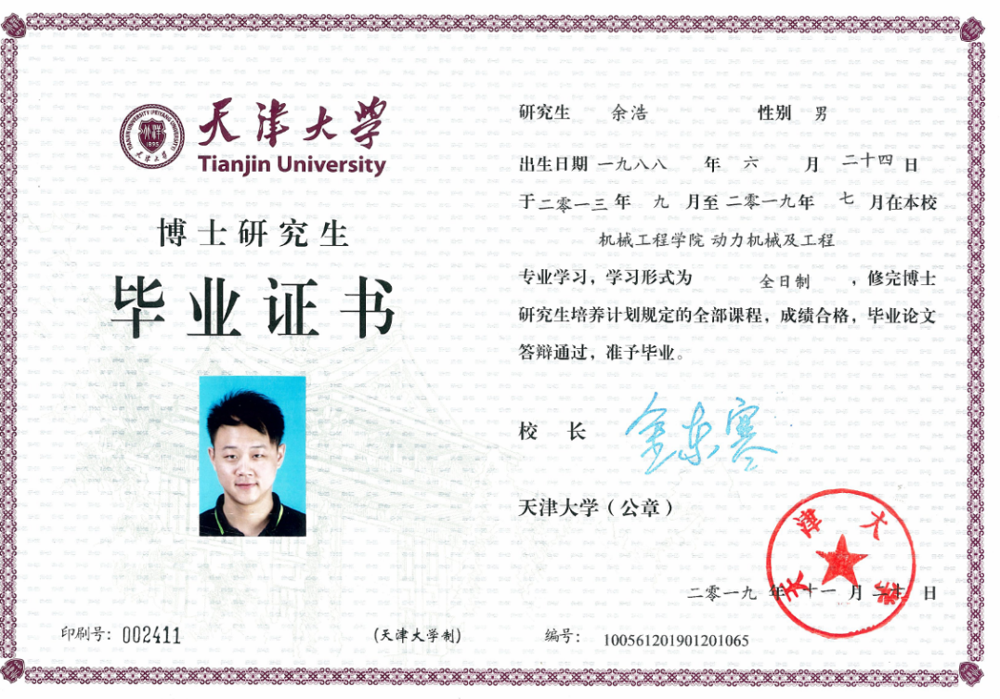 天津大学
Tianjin University
博士研究生
毕业证书
研究生 余浩 性别 男
出生日期 一九八八 年 六 月 二十四 日
于 二零一三 年 九 月至 二零一九 年 七 月在本校
机械工程学院 动力机械及工程
专业学习，学习形式为 全日制 ，修完博士
研究生培养计划规定的全部课程，成绩合格，毕业论文
答辩通过，准予毕业。
校 长 金东寒
天津大学（公章）
天津大学
二零一九 年 十一 月 日
印刷号：002411
（天津大学制）
编号： 100561201901201065